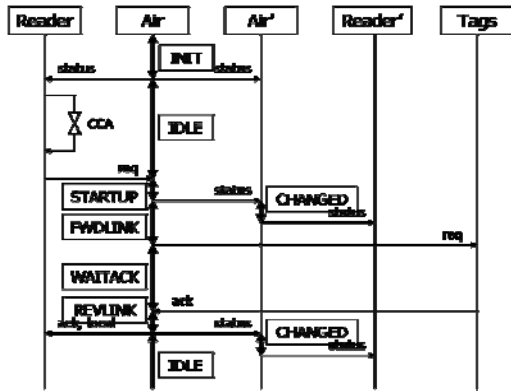 Reader Air Air' Reader' Tags
INIT
status status
CCA
IDLE
req
STARTUP status CHANGED
status
FWDLINK
req
WAITACK
REVLINK ack
ack, local status CHANGED
status
IDLE